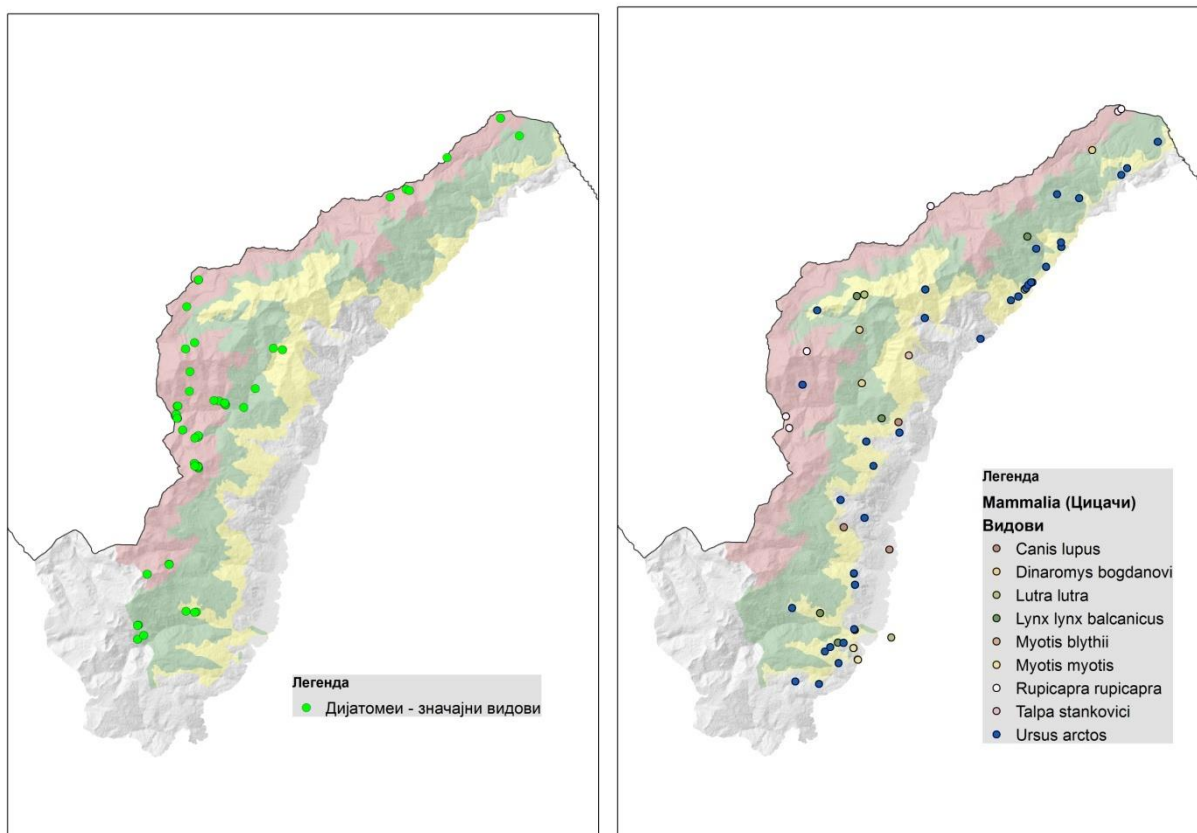 Легенда
Дијатомеи - значајни видови
Легенда
Mammalia (Цицачи)
Видови
Canis lupus
Dinaromys bogdanovi
Lutra lutra
Lynx lynx balcanicus
Myotis blythii
Myotis myotis
Rupicapra rupicapra
Talpa stankovici
Ursus arctos